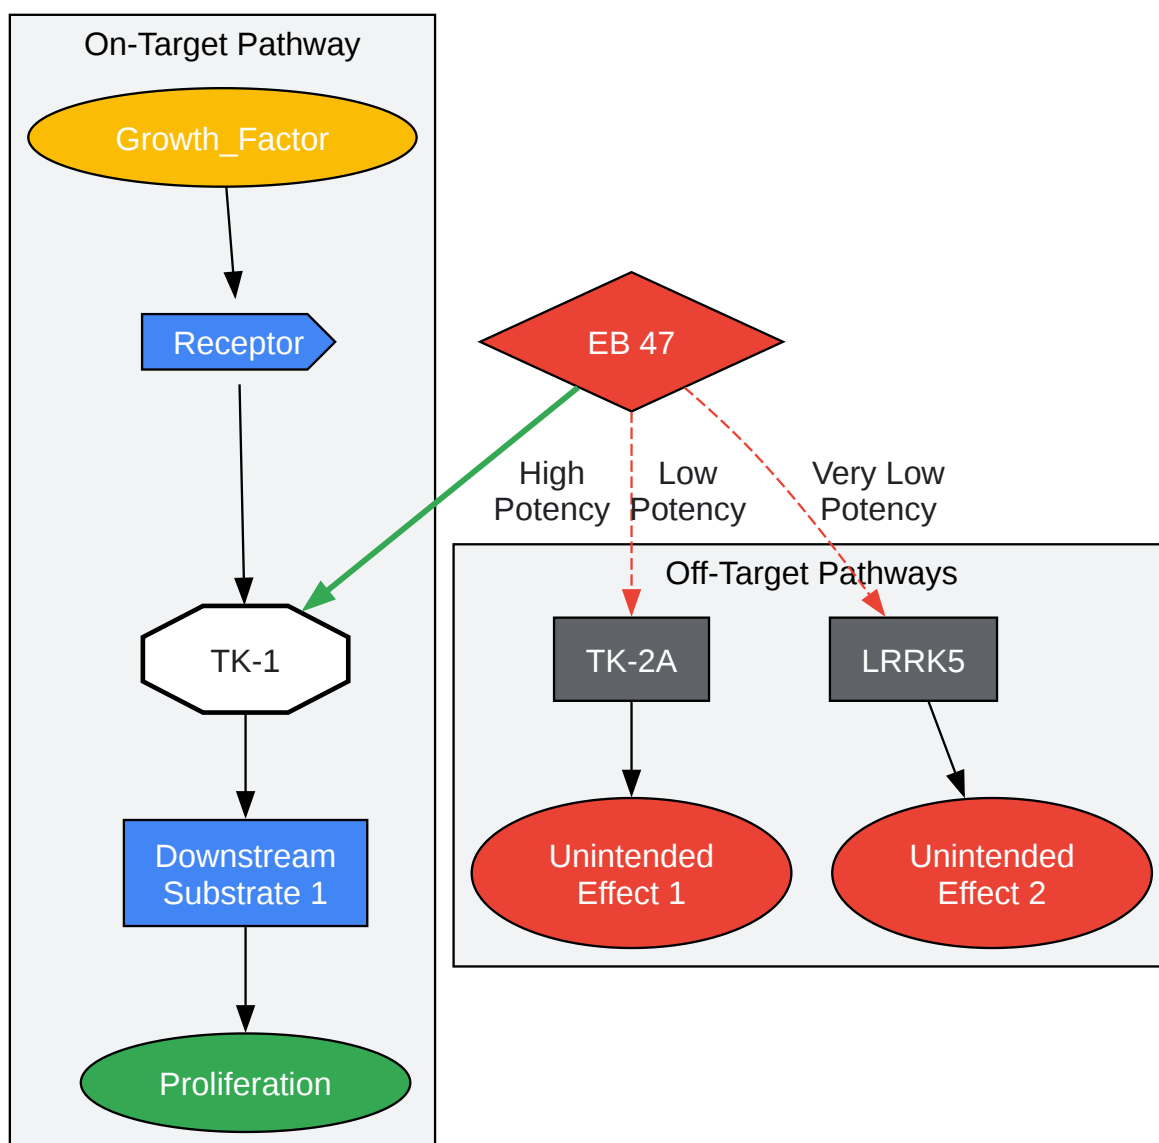 On-Target Pathway
Growth_Factor
Receptor
EB 47
High
Potency
Low
Potency
Very Low
Potency
Off-Target Pathways
TK-1
TK-2A
LRRK5
Downstream
Substrate 1
Unintended
Effect 1
Unintended
Effect 2
Proliferation